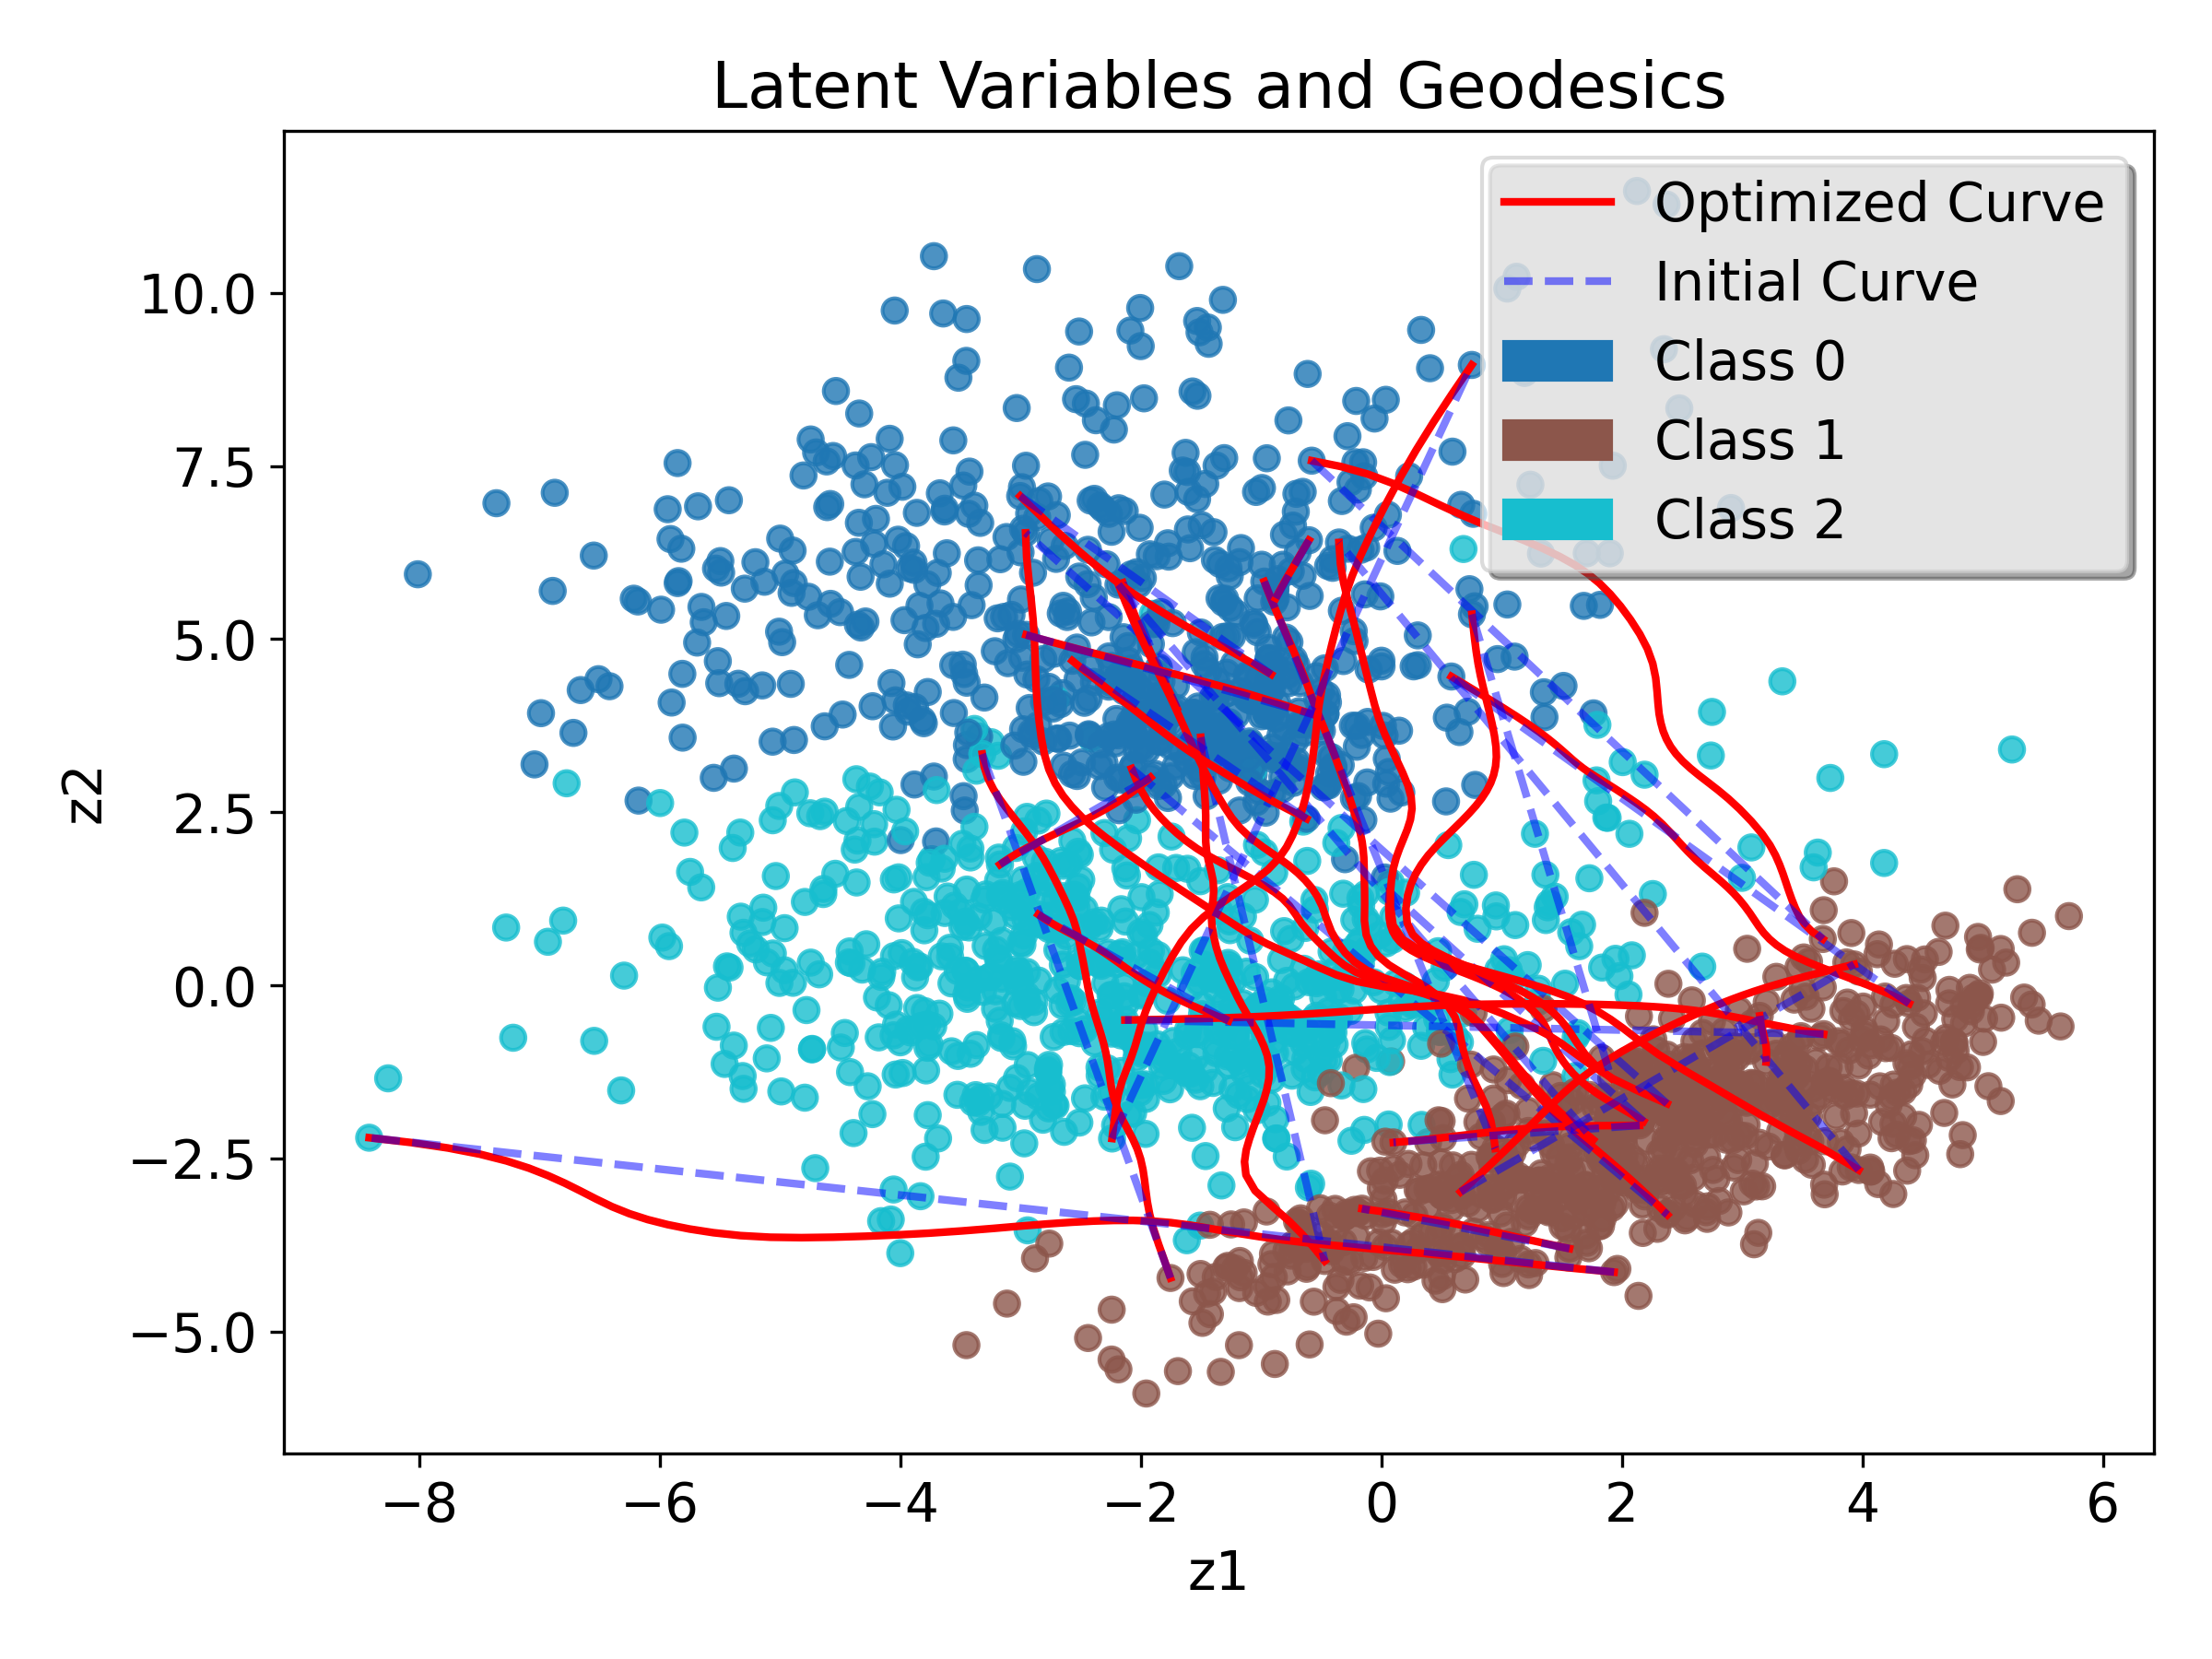 Latent Variables and Geodesics
Optimized Curve
Initial Curve
Class 0
Class 1
Class 2
10.0
7.5
5.0
2.5
0.0
−2.5
−5.0
z2
−8 −6 −4 −2 0 2 4 6
z1